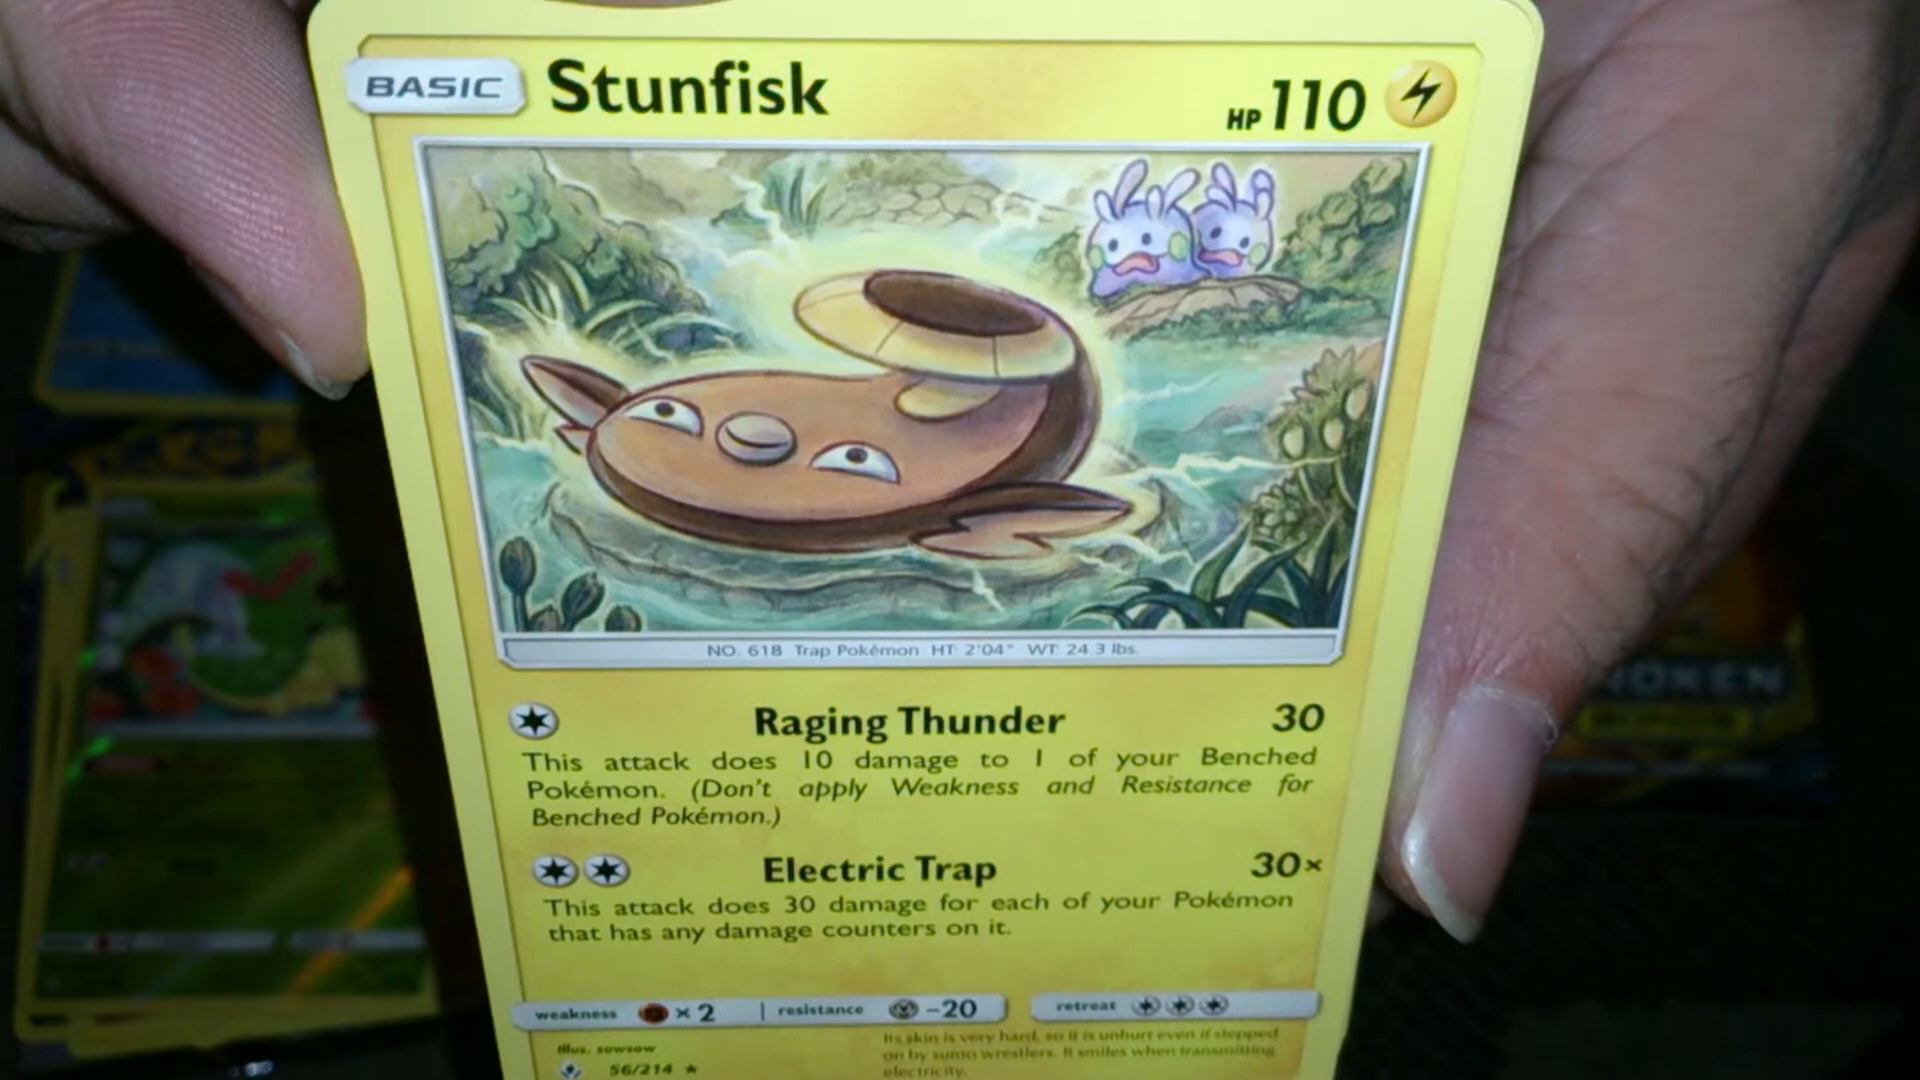 BASIC Stunfisk HP 110
NO. 618 Trap Pokémon HT: 2'04" WT: 24.3 lbs.
Raging Thunder 30
This attack does 10 damage to 1 of your Benched
Pokémon. (Don't apply Weakness and Resistance for
Benched Pokémon.)
Electric Trap 30×
This attack does 30 damage for each of your Pokémon
that has any damage counters on it.
weakness ×2 resistance -20 retreat
Its skin is very hard, so it is unhurt even if stepped
on by sumo wrestlers. It smiles when transmitting
electricity.
Illus. sowsow
56/214 ★